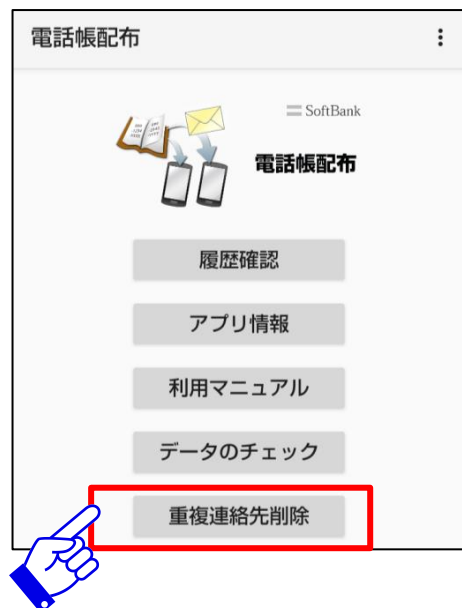 電話帳配布
SoftBank
電話帳配布
履歴確認
アプリ情報
利用マニュアル
データのチェック
重複連絡先削除